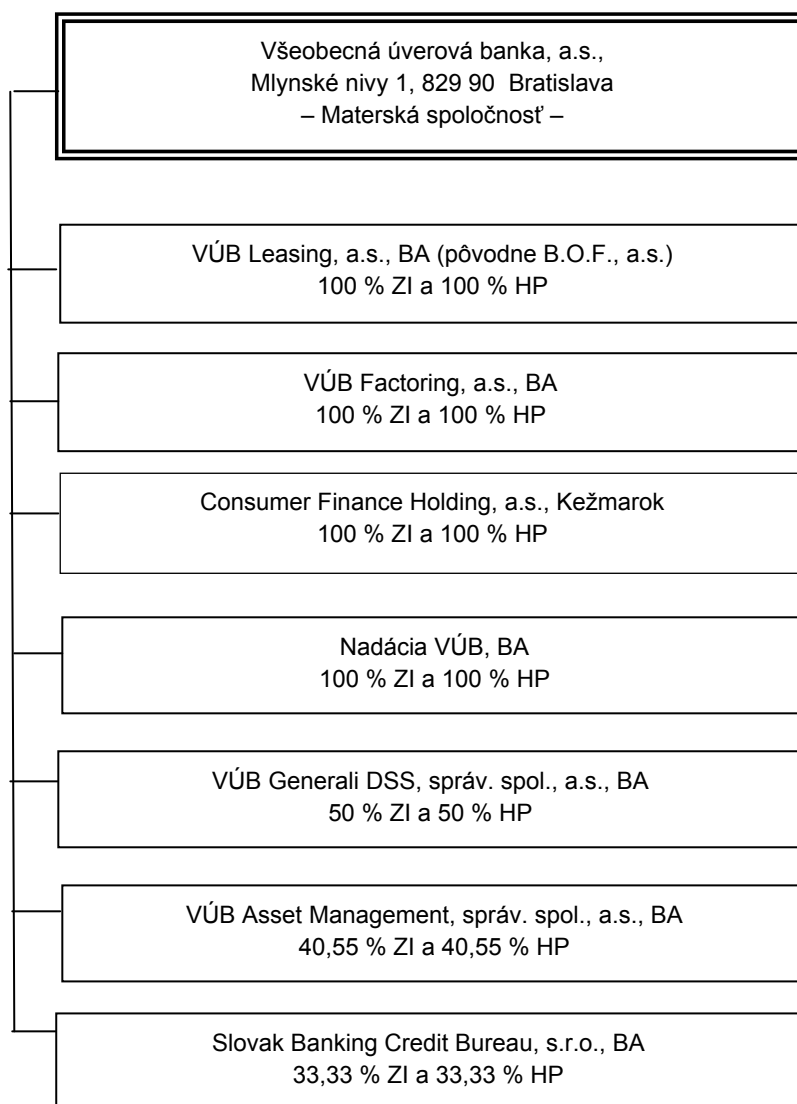 Všeobecná úverová banka, a.s.,
Mlynské nivy 1, 829 90 Bratislava
– Materská spoločnosť –
VÚB Leasing, a.s., BA (pôvodne B.O.F., a.s.)
100 % ZI a 100 % HP
VÚB Factoring, a.s., BA
100 % ZI a 100 % HP
Consumer Finance Holding, a.s., Kežmarok
100 % ZI a 100 % HP
Nadácia VÚB, BA
100 % ZI a 100 % HP
VÚB Generali DSS, správ. spol., a.s., BA
50 % ZI a 50 % HP
VÚB Asset Management, správ. spol., a.s., BA
40,55 % ZI a 40,55 % HP
Slovak Banking Credit Bureau, s.r.o., BA
33,33 % ZI a 33,33 % HP